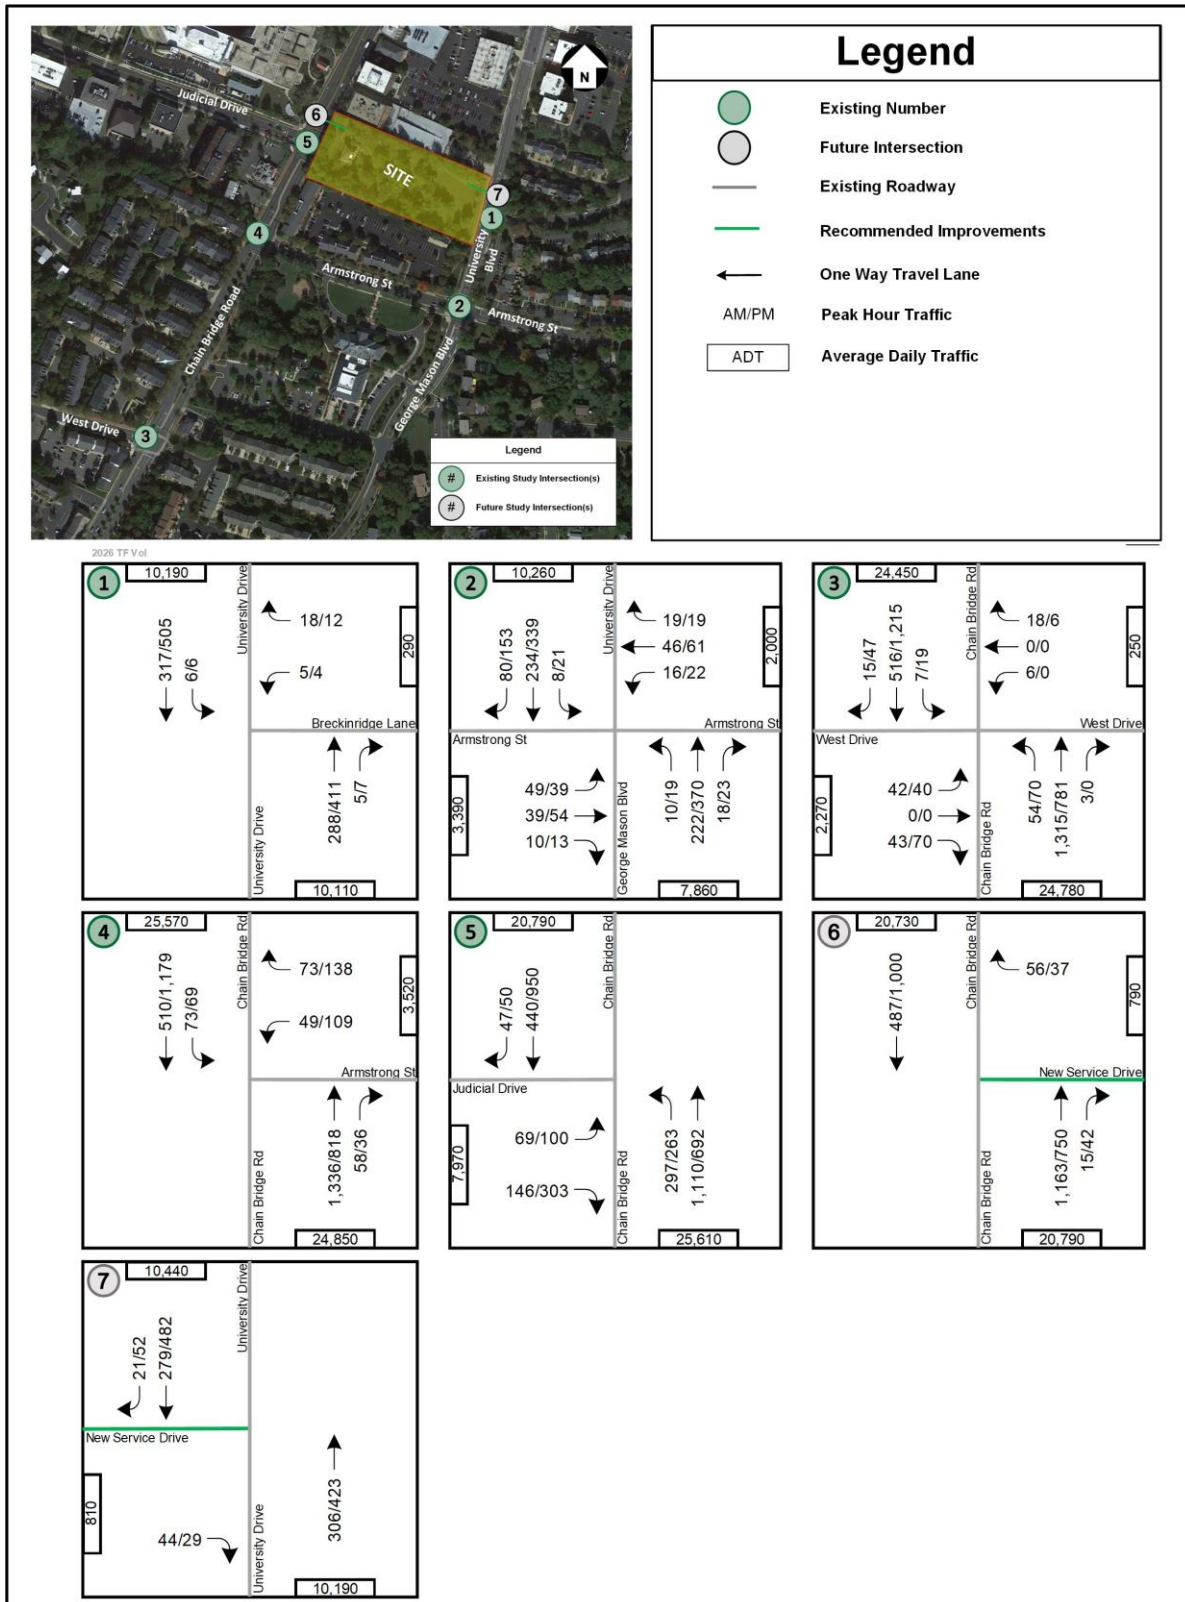 Judicial Drive
N
6
5
SITE
7
1
University
Blvd
4
Armstrong St
2
Armstrong St
Chain Bridge Road
George Mason Blvd
West Drive
3
Legend
# Existing Study Intersection(s)
# Future Study Intersection(s)
Legend
Existing Number
Future Intersection
Existing Roadway
Recommended Improvements
One Way Travel Lane
AM/PM Peak Hour Traffic
ADT Average Daily Traffic
2026 TF Vol
1
10,190
University Drive
317/505
6/6
18/12
5/4
290
Breckinridge Lane
288/411
5/7
University Drive
10,110
2
10,260
University Drive
80/153
234/339
8/21
19/19
46/61
16/22
2,000
Armstrong St
Armstrong St
3,390
49/39
39/54
10/13
George Mason Blvd
10/19
222/370
18/23
7,860
3
24,450
Chain Bridge Rd
15/47
516/1,215
7/19
18/6
0/0
6/0
250
West Drive
West Drive
2,270
42/40
0/0
43/70
Chain Bridge Rd
54/70
1,315/781
3/0
24,780
4
25,570
Chain Bridge Rd
510/1,179
73/69
73/138
49/109
3,520
Armstrong St
Chain Bridge Rd
1,336/818
58/36
24,850
5
20,790
Chain Bridge Rd
47/50
440/950
Judicial Drive
7,970
69/100
146/303
Chain Bridge Rd
297/263
1,110/692
25,610
6
20,730
Chain Bridge Rd
487/1,000
56/37
790
New Service Drive
Chain Bridge Rd
1,163/750
15/42
20,790
7
10,440
University Drive
21/52
279/482
New Service Drive
810
44/29
University Drive
306/423
10,190